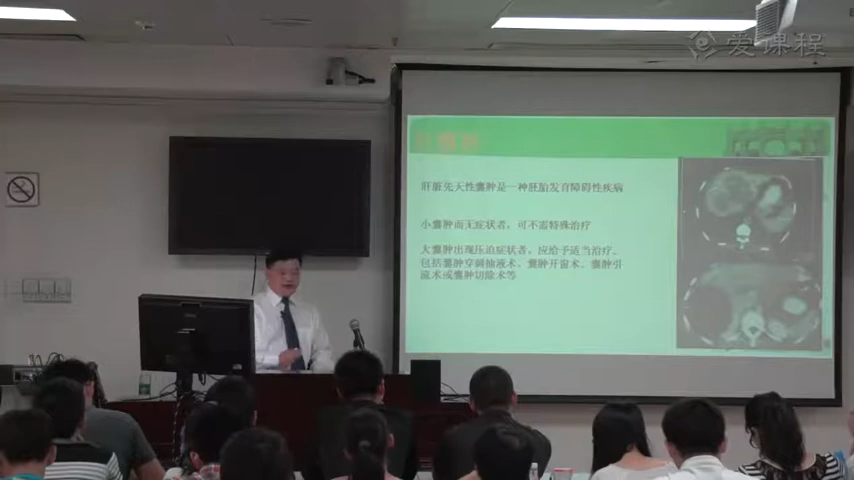 爱课程
肝脏先天性囊肿是一种胚胎发育障碍性疾病
小囊肿而无症状者，可不需特殊治疗
大囊肿出现压迫症状者，应给予适当治疗。
包括囊肿穿刺抽液术、囊肿开窗术、囊肿引
流术或囊肿切除术等